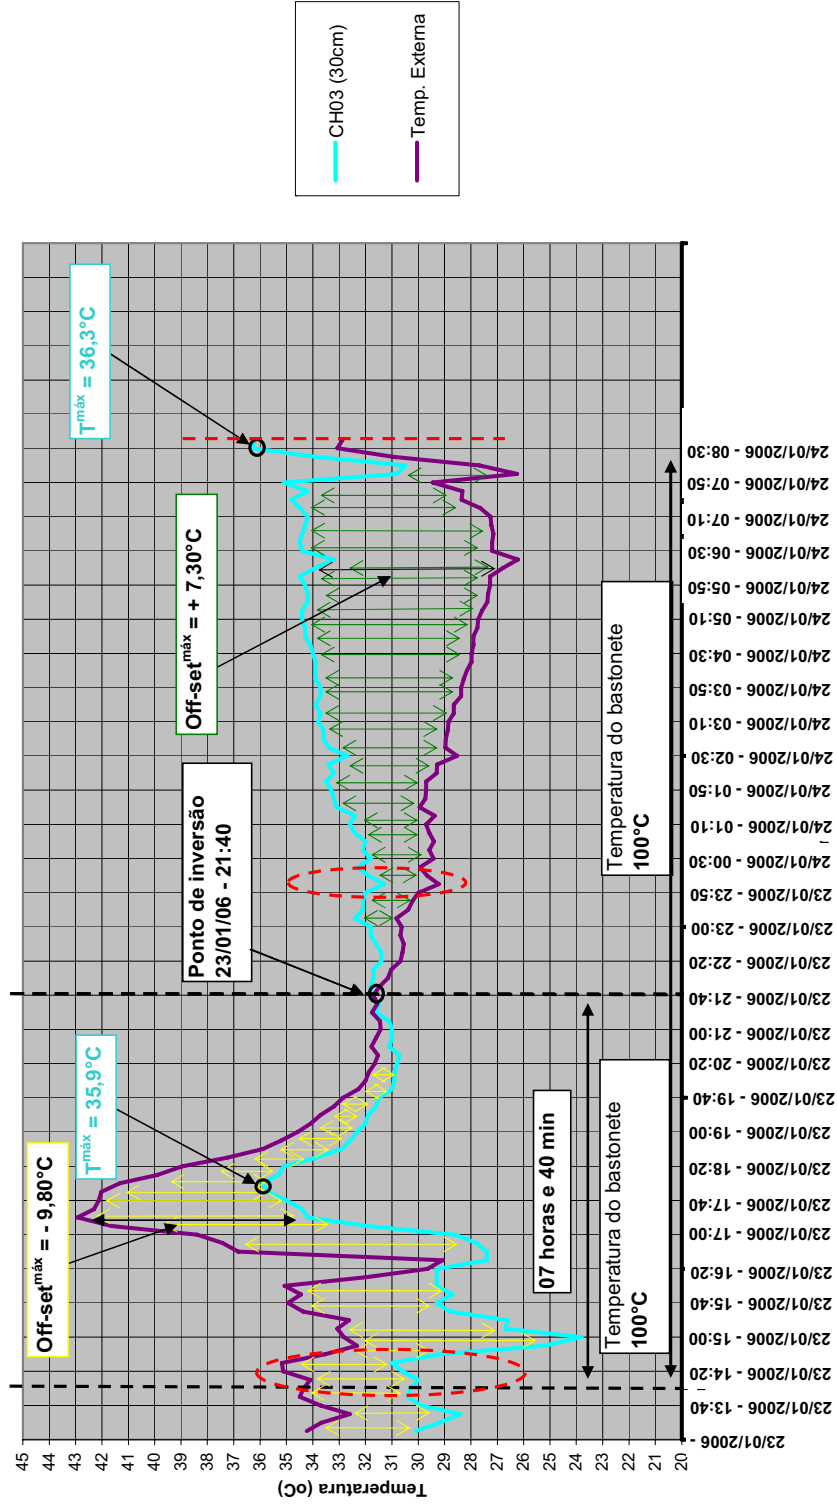 45
44
43
42
41
40
39
38
37
36
35
34
33
32
31
30
29
28
27
26
25
24
23
22
21
20
Temperatura (oC)
Off-set máx = - 9,80°C
T máx = 35,9°C
Ponto de inversão
23/01/06 - 21:40
Off-set máx = + 7,30°C
T máx = 36,3°C
07 horas e 40 min
Temperatura do bastonete
100°C
Temperatura do bastonete
100°C
23/01/2006 -
23/01/2006 - 13:40
23/01/2006 - 14:20
23/01/2006 - 15:00
23/01/2006 - 15:40
23/01/2006 - 16:20
23/01/2006 - 17:00
23/01/2006 - 17:40
23/01/2006 - 18:20
23/01/2006 - 19:00
23/01/2006 - 19:40
23/01/2006 - 20:20
23/01/2006 - 21:00
23/01/2006 - 21:40
23/01/2006 - 22:20
23/01/2006 - 23:00
23/01/2006 - 23:50
24/01/2006 - 00:30
24/01/2006 - 01:10
24/01/2006 - 01:50
24/01/2006 - 02:30
24/01/2006 - 03:10
24/01/2006 - 03:50
24/01/2006 - 04:30
24/01/2006 - 05:10
24/01/2006 - 05:50
24/01/2006 - 06:30
24/01/2006 - 07:10
24/01/2006 - 07:50
24/01/2006 - 08:30
CH03 (30cm)
Temp. Externa